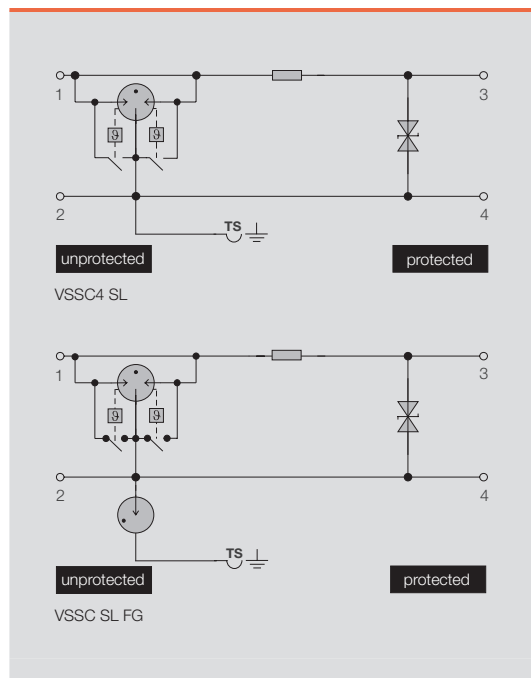 1 3
ϑ ϑ
2 4
TS
unprotected protected
VSSC4 SL
1 3
ϑ ϑ
2 4
TS
unprotected protected
VSSC SL FG